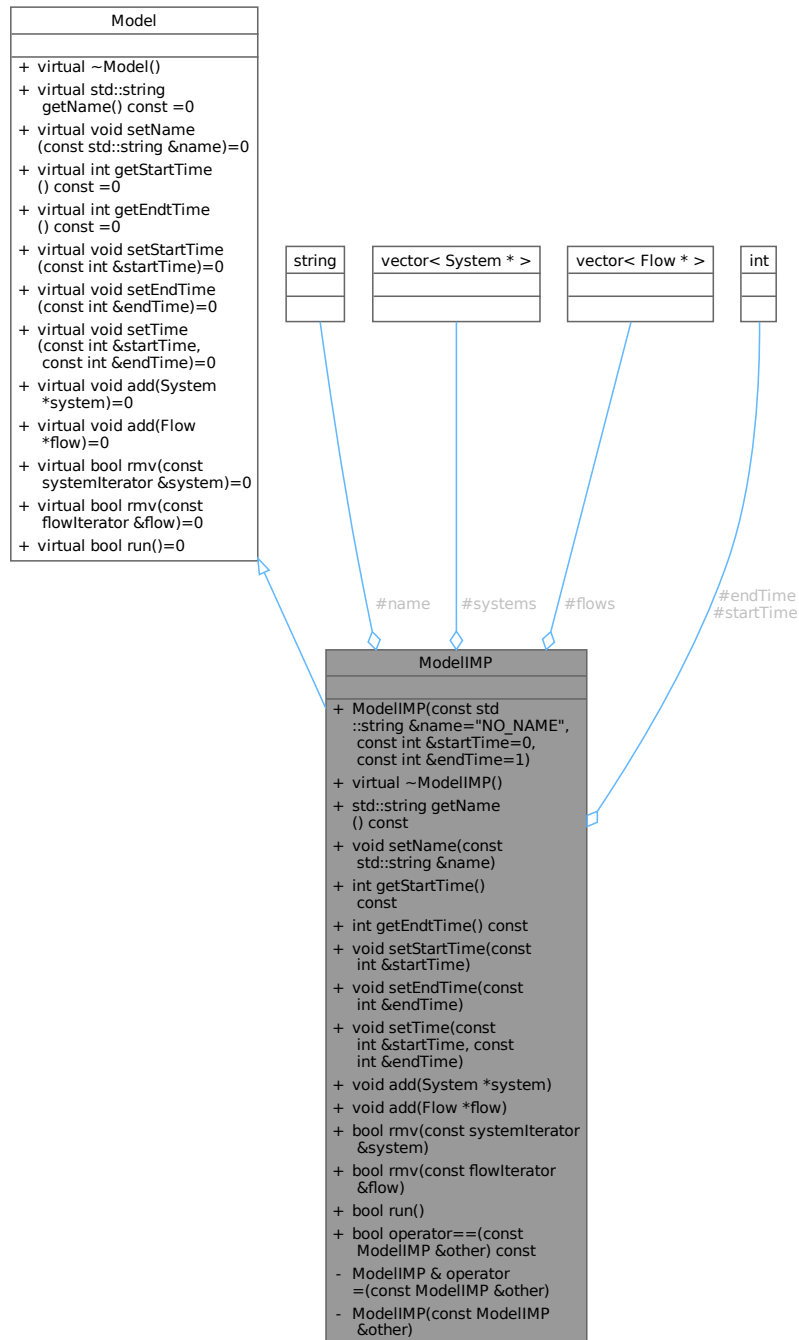 Model
+ virtual ~Model()
+ virtual std::string
getName() const =0
+ virtual void setName
(const std::string &name)=0
+ virtual int getStartTime
() const =0
+ virtual int getEndtTime
() const =0
+ virtual void setStartTime
(const int &startTime)=0
+ virtual void setEndTime
(const int &endTime)=0
+ virtual void setTime
(const int &startTime,
const int &endTime)=0
+ virtual void add(System
*system)=0
+ virtual void add(Flow
*flow)=0
+ virtual bool rmv(const
systemIterator &system)=0
+ virtual bool rmv(const
flowIterator &flow)=0
+ virtual bool run()=0
string
vector< System * >
vector< Flow * >
int
#name
#systems
#flows
#endTime
#startTime
ModelIMP
+ ModelIMP(const std
::string &name="NO_NAME",
const int &startTime=0,
const int &endTime=1)
+ virtual ~ModelIMP()
+ std::string getName
() const
+ void setName(const
std::string &name)
+ int getStartTime()
const
+ int getEndtTime() const
+ void setStartTime(const
int &startTime)
+ void setEndTime(const
int &endTime)
+ void setTime(const
int &startTime, const
int &endTime)
+ void add(System *system)
+ void add(Flow *flow)
+ bool rmv(const systemIterator
&system)
+ bool rmv(const flowIterator
&flow)
+ bool run()
+ bool operator==(const
ModelIMP &other) const
- ModelIMP & operator
=(const ModelIMP &other)
- ModelIMP(const ModelIMP
&other)